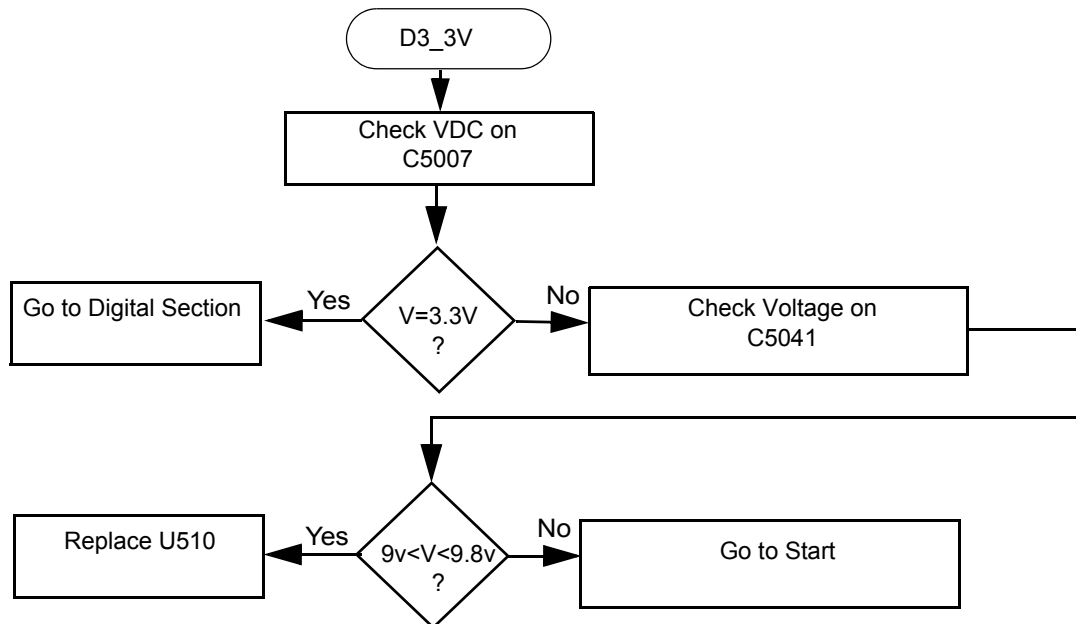 D3_3V
Check VDC on
C5007
Go to Digital Section
Yes
V=3.3V
?
No
Check Voltage on
C5041
Replace U510
Yes
9v<V<9.8v
?
No
Go to Start